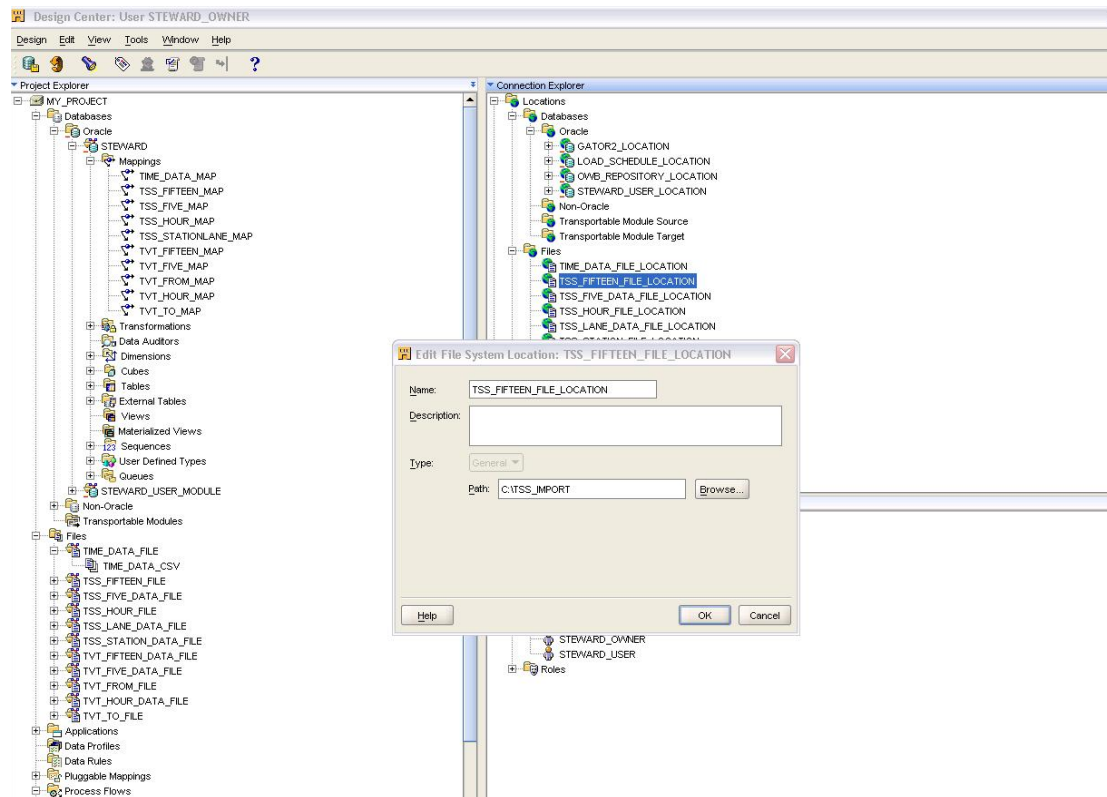 Design Center: User STEWARD_OWNER
Design Edit View Tools Window Help
Project Explorer
MY_PROJECT
Databases
Oracle
STEWARD
Mappings
TIME_DATA_MAP
TSS_FIFTEEN_MAP
TSS_FIVE_MAP
TSS_HOUR_MAP
TSS_STATIONLANE_MAP
TVT_FIFTEEN_MAP
TVT_FIVE_MAP
TVT_FROM_MAP
TVT_HOUR_MAP
TVT_TO_MAP
Transformations
Data Auditors
Dimensions
Cubes
Tables
External Tables
Views
Materialized Views
123 Sequences
User Defined Types
Queues
STEWARD_USER_MODULE
Non-Oracle
Transportable Modules
Files
TIME_DATA_FILE
TIME_DATA_CSV
TSS_FIFTEEN_FILE
TSS_FIVE_DATA_FILE
TSS_HOUR_FILE
TSS_LANE_DATA_FILE
TSS_STATION_DATA_FILE
TVT_FIFTEEN_DATA_FILE
TVT_FIVE_DATA_FILE
TVT_FROM_FILE
TVT_HOUR_DATA_FILE
TVT_TO_FILE
Applications
Data Profiles
Data Rules
Pluggable Mappings
Process Flows
Connection Explorer
Locations
Databases
Oracle
GATOR2_LOCATION
LOAD_SCHEDULE_LOCATION
OWB_REPOSITORY_LOCATION
STEWARD_USER_LOCATION
Non-Oracle
Transportable Module Source
Transportable Module Target
Files
TIME_DATA_FILE_LOCATION
TSS_FIFTEEN_FILE_LOCATION
TSS_FIVE_DATA_FILE_LOCATION
TSS_HOUR_FILE_LOCATION
TSS_LANE_DATA_FILE_LOCATION
Edit File System Location: TSS_FIFTEEN_FILE_LOCATION
Name: TSS_FIFTEEN_FILE_LOCATION
Description:
Type: General
Path: C:\TSS_IMPORT Browse...
Help OK Cancel
STEWARD_OWNER
STEWARD_USER
Roles